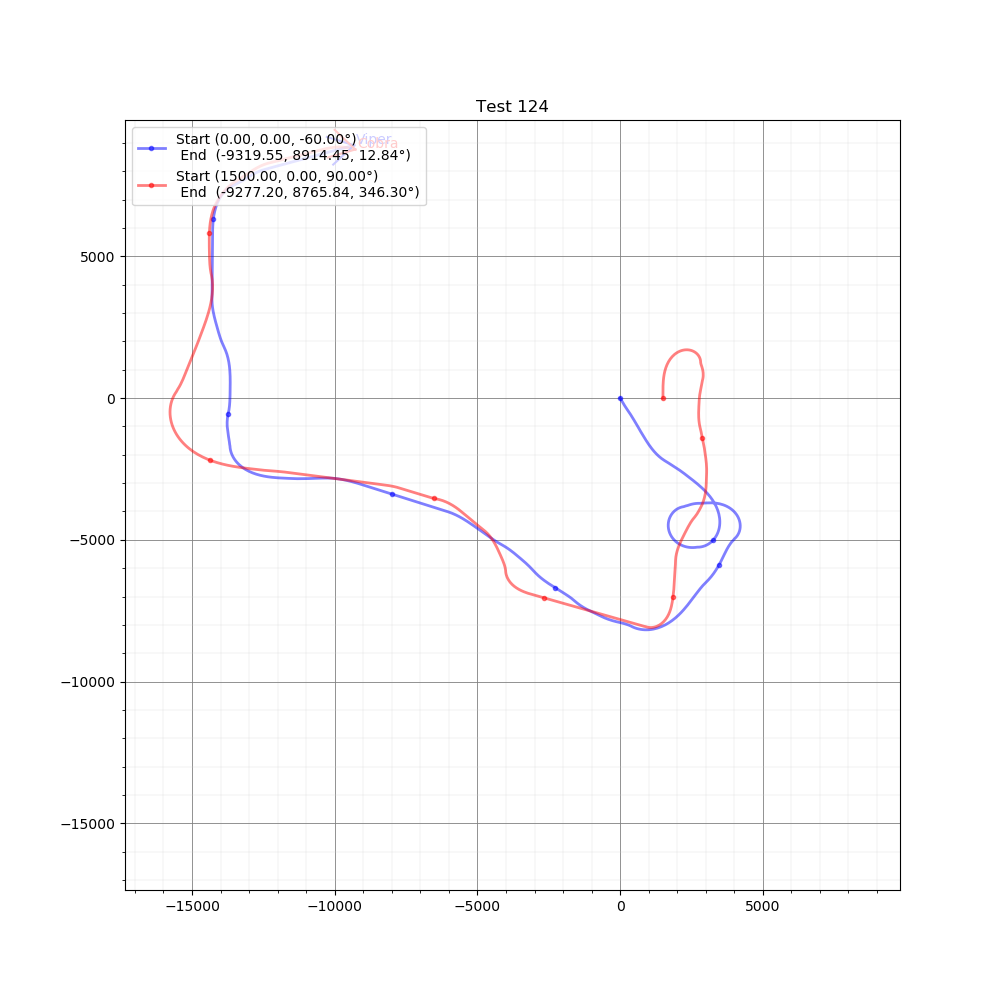 Test 124
Viper
Cobra
Start (0.00, 0.00, -60.00°)
End (-9319.55, 8914.45, 12.84°)
Start (1500.00, 0.00, 90.00°)
End (-9277.20, 8765.84, 346.30°)
5000
0
−5000
−10000
−15000
−15000 −10000 −5000 0 5000